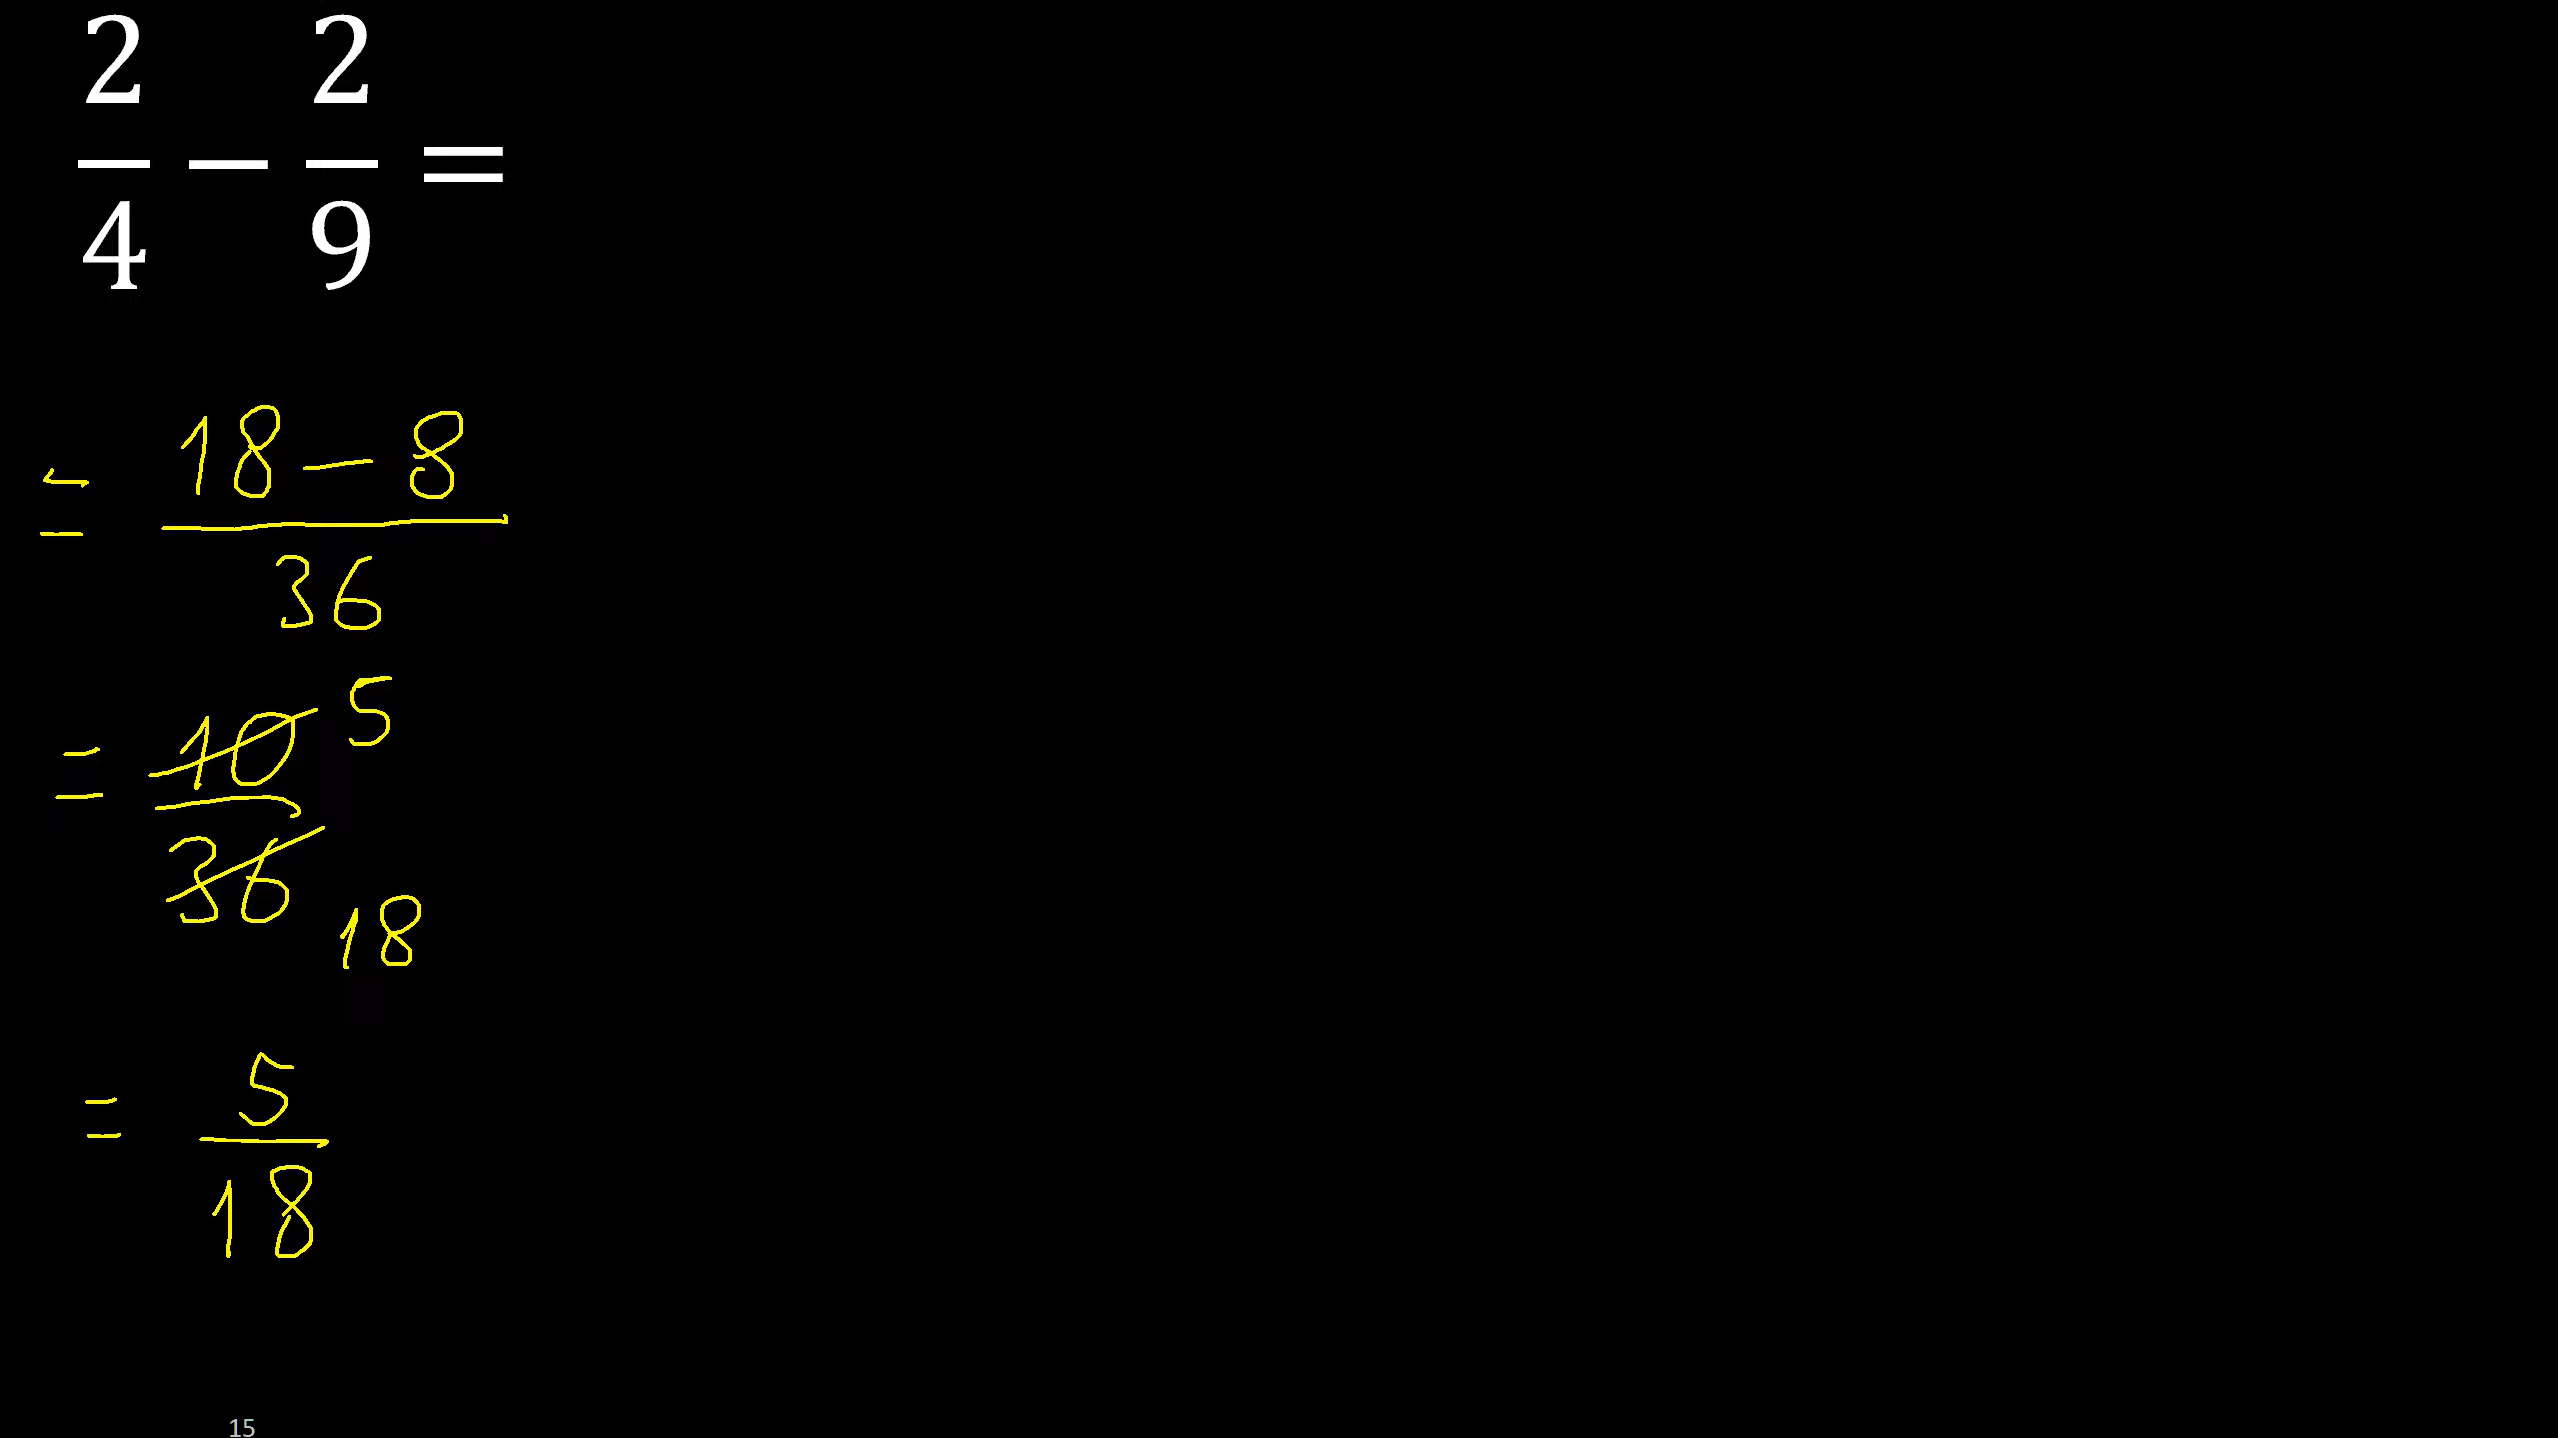 2/4 − 2/9 =
= (18 − 8)/36
= 10/36 5
18
= 5/18
15